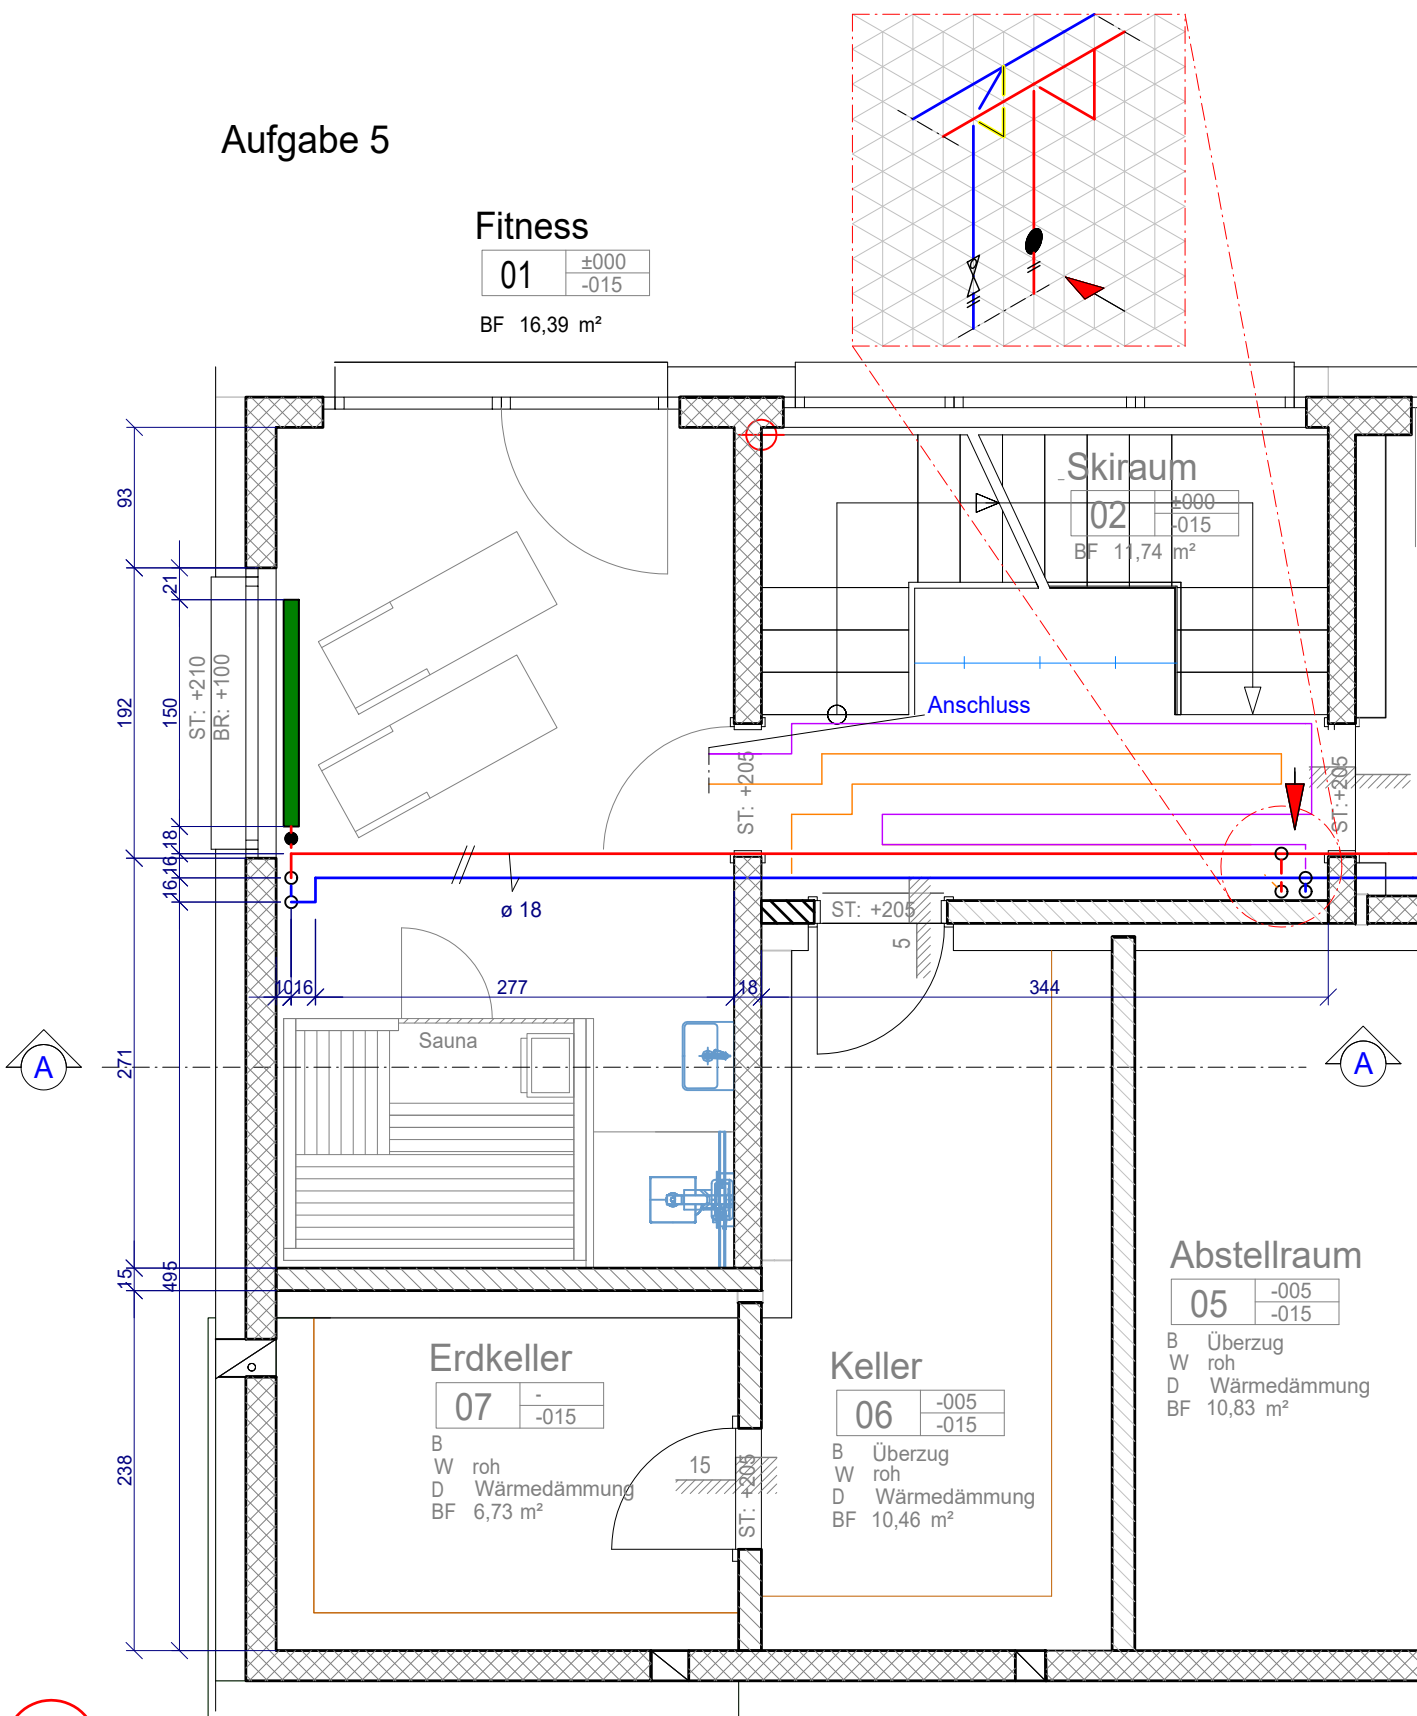 Aufgabe 5
Fitness
01
±000
-015
BF 16,39 m²
Skiraum
02
±000
-015
BF 11,74 m²
93
21
192
150
ST: +210
BR: +100
18
16
16
Anschluss
ST: +205
ST: +205
ø 18
ST: +205
5
10
16
277
18
344
Sauna
A
A
271
15
495
238
Erdkeller
07
-
-015
B
W roh
D Wärmedämmung
BF 6,73 m²
15
ST: +205
Keller
06
-005
-015
B Überzug
W roh
D Wärmedämmung
BF 10,46 m²
Abstellraum
05
-005
-015
B Überzug
W roh
D Wärmedämmung
BF 10,83 m²